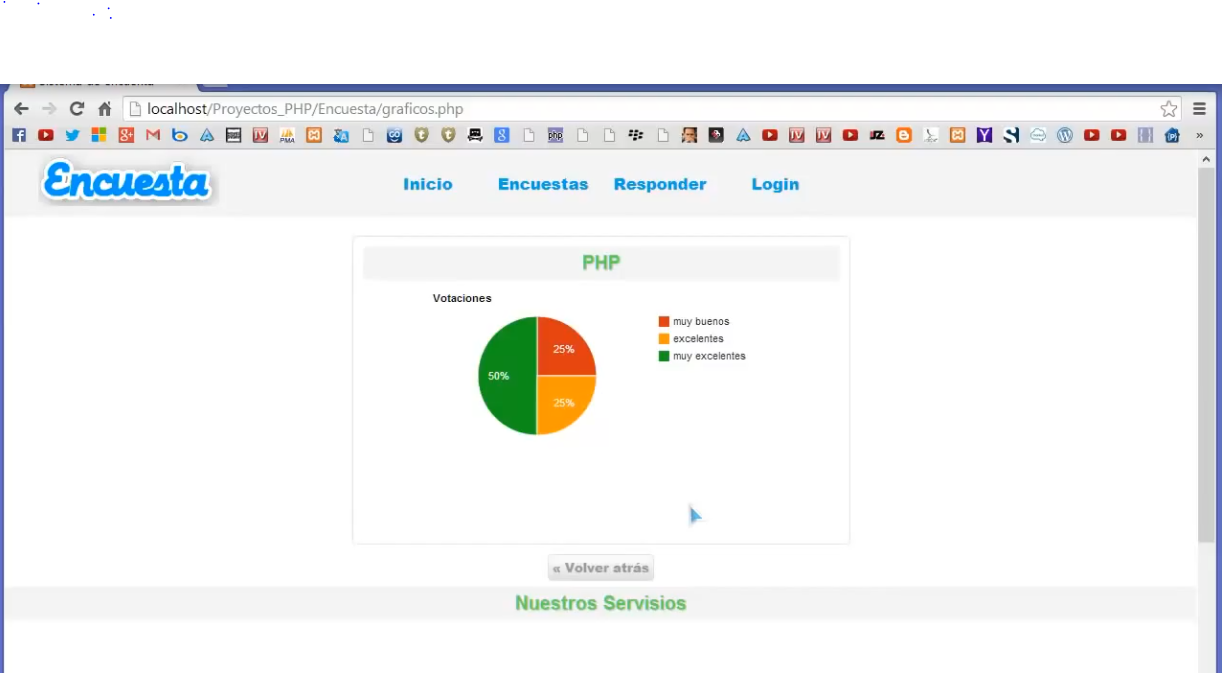 localhost/Proyectos_PHP/Encuesta/graficos.php
Encuesta
Inicio Encuestas Responder Login
PHP
Votaciones
muy buenos
excelentes
muy excelentes
25%
50%
25%
« Volver atrás
Nuestros Servisios